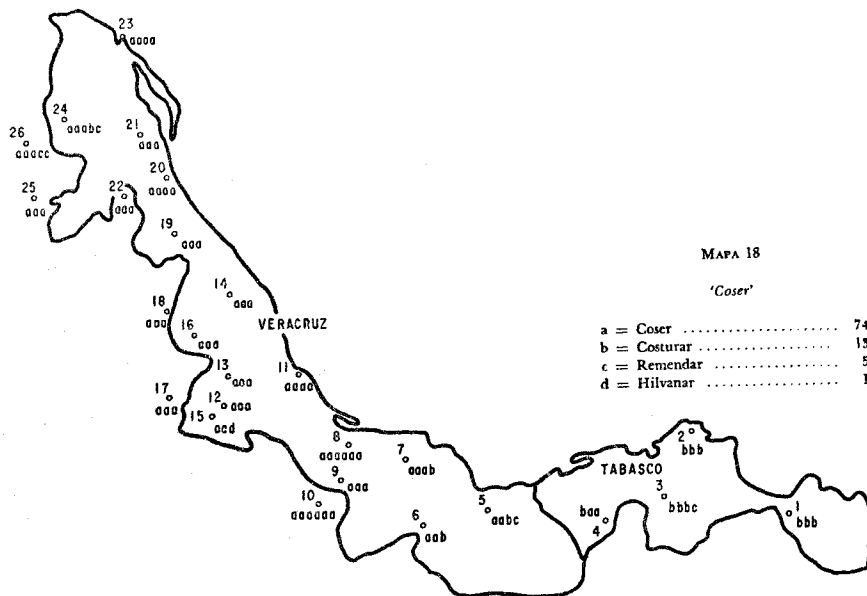 23
aaaa
24
aaabc
21
aaa
26
aaacc
20
aaaa
25
aaa
22
aaa
19
aaa
MAPA 18
'Coser'
14
aaa
18
aaa
VERACRUZ
16
aaa
a = Coser ........................ 74
b = Costurar ..................... 13
c = Remendar ..................... 5
d = Hilvanar ..................... 1
13
aaa
11
aaaa
17
aaa
12
aaa
15
aad
8
aaaaaa
7
aaab
2
bbb
TABASCO
9
aaa
10
aaaaaa
5
aabc
3
bbbc
1
bbb
6
aab
baa
4